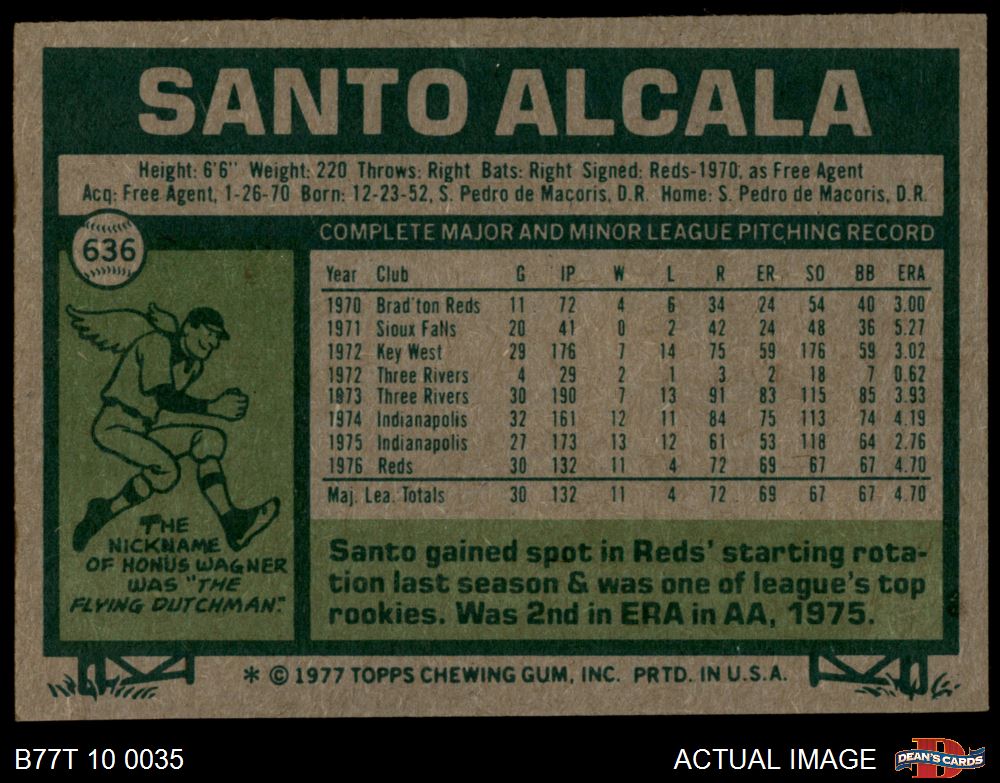 SANTO ALCALA
Height: 6'6" Weight: 220 Throws: Right Bats: Right Signed: Reds-1970, as Free Agent
Acq: Free Agent, 1-26-70 Born: 12-23-52, S. Pedro de Macoris, D.R. Home: S. Pedro de Macoris, D.R.
636
COMPLETE MAJOR AND MINOR LEAGUE PITCHING RECORD
Year Club G IP W L R ER SO BB ERA
1970 Brad'ton Reds 11 72 4 6 34 24 54 40 3.00
1971 Sioux Falls 20 41 0 2 42 24 48 36 5.27
1972 Key West 29 176 7 14 75 59 176 59 3.02
1972 Three Rivers 4 29 2 1 3 2 18 7 0.62
1973 Three Rivers 30 190 7 13 91 83 115 85 3.93
1974 Indianapolis 32 161 12 11 84 75 113 74 4.19
1975 Indianapolis 27 173 13 12 61 53 118 64 2.76
1976 Reds 30 132 11 4 72 69 67 67 4.70
Maj. Lea. Totals 30 132 11 4 72 69 67 67 4.70
THE
NICKNAME
OF HONUS WAGNER
WAS "THE
FLYING DUTCHMAN."
Santo gained spot in Reds' starting rota-
tion last season & was one of league's top
rookies. Was 2nd in ERA in AA, 1975.
* © 1977 TOPPS CHEWING GUM, INC. PRTD. IN U.S.A.
B77T 10 0035
ACTUAL IMAGE
D
DEAN'S CARDS